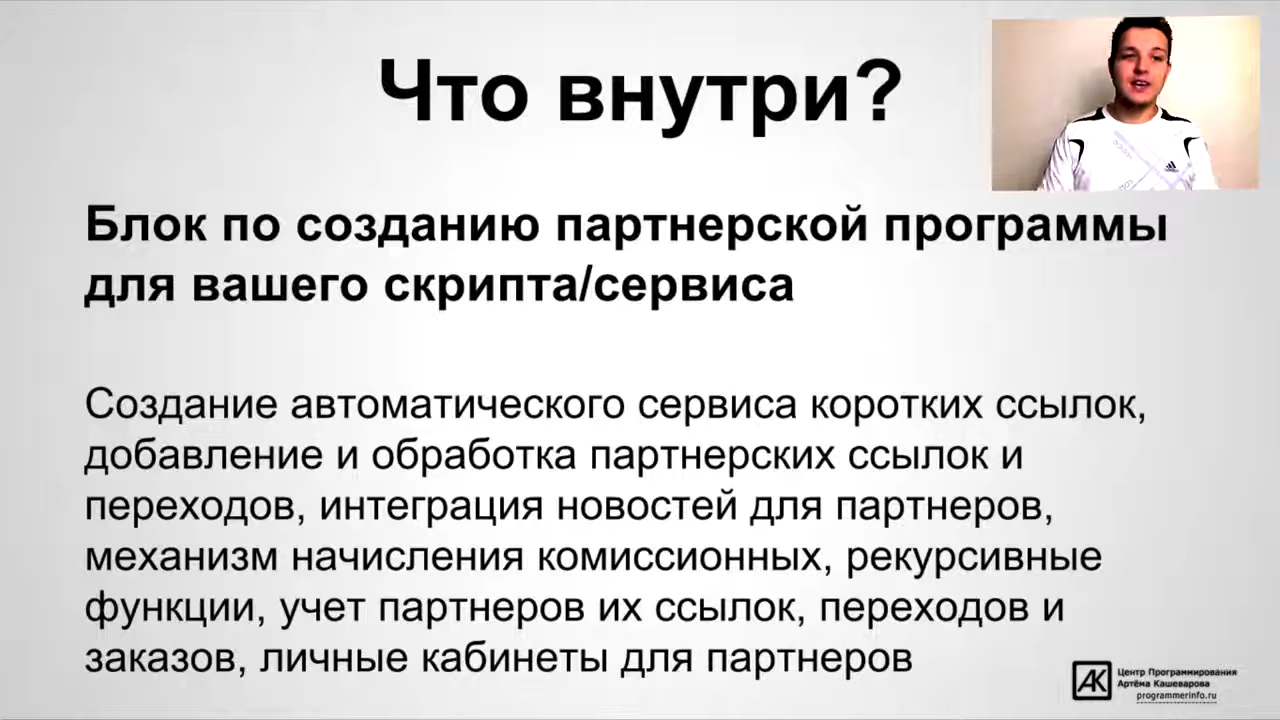 Что внутри?
Блок по созданию партнерской программы
для вашего скрипта/сервиса
Создание автоматического сервиса коротких ссылок,
добавление и обработка партнерских ссылок и
переходов, интеграция новостей для партнеров,
механизм начисления комиссионных, рекурсивные
функции, учет партнеров их ссылок, переходов и
заказов, личные кабинеты для партнеров
АК
Центр Программирования
Артёма Кашеварова
programmerinfo.ru